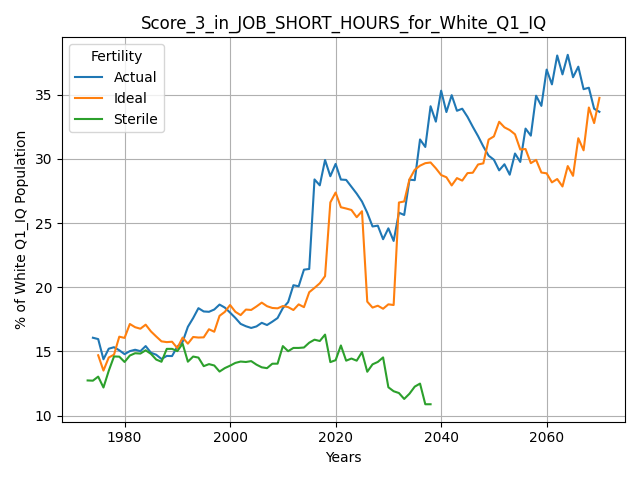 Score_3_in_JOB_SHORT_HOURS_for_White_Q1_IQ
Fertility
Actual
Ideal
Sterile
% of White Q1_IQ Population
35
30
25
20
15
10
1980
2000
2020
2040
2060
Years